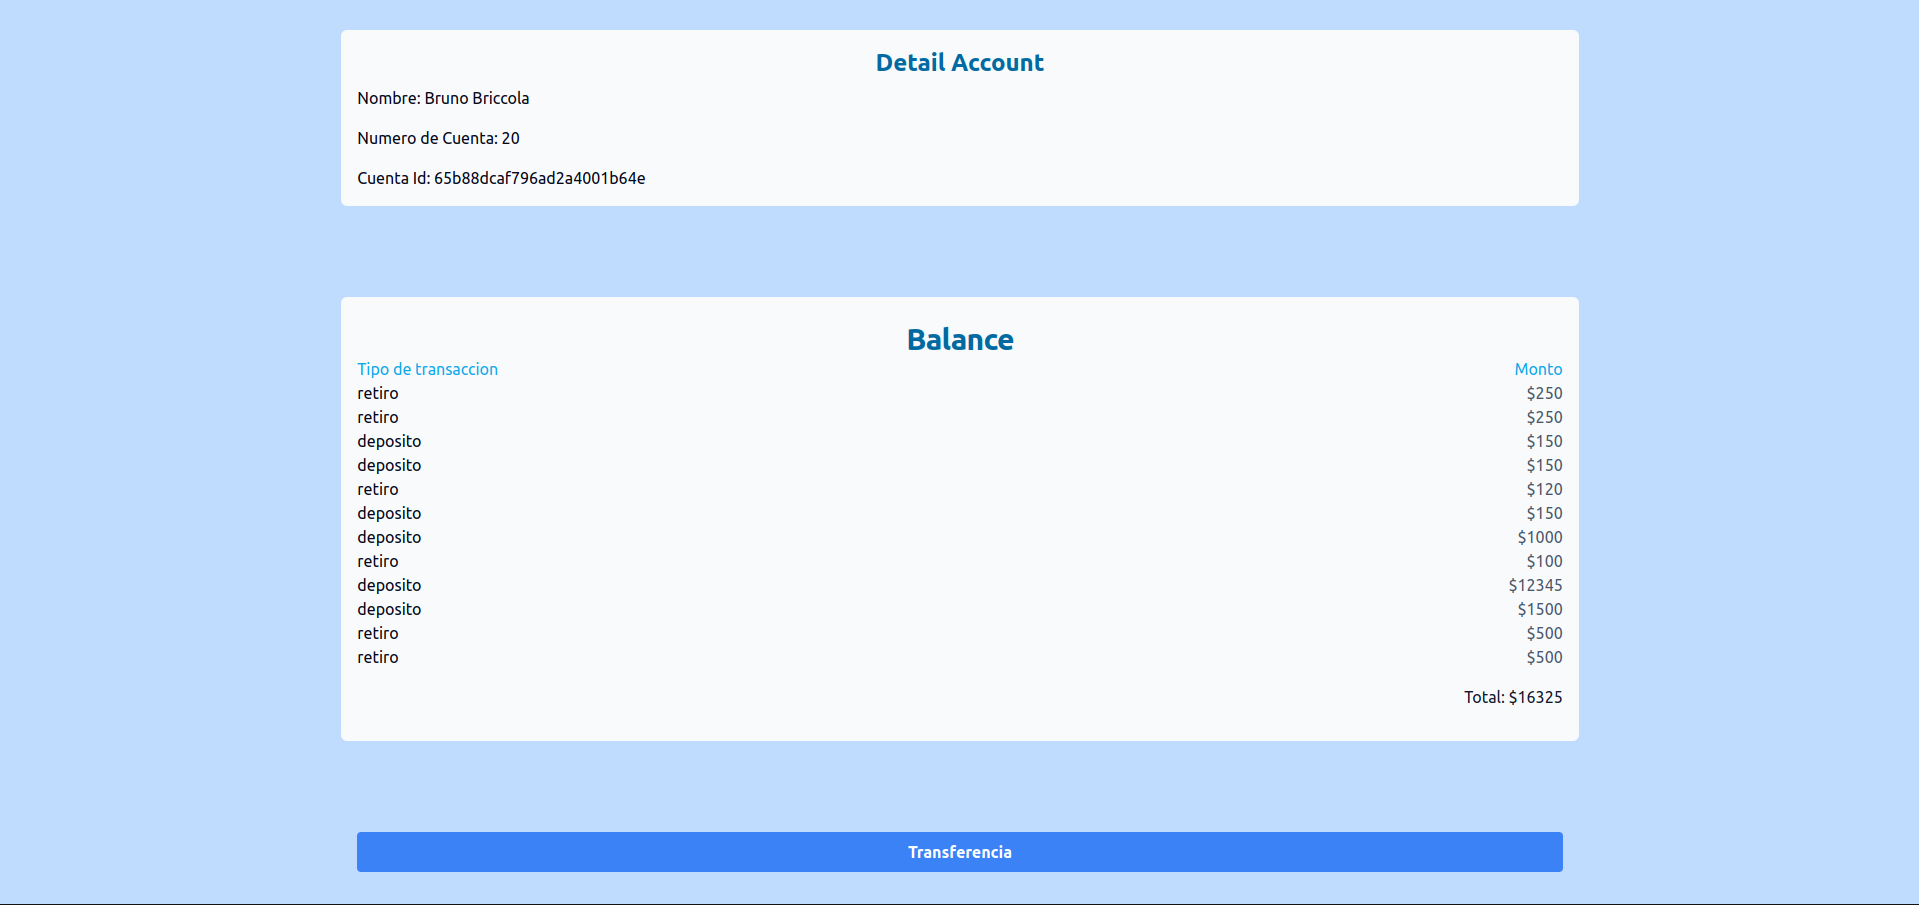 Detail Account
Nombre: Bruno Briccola
Numero de Cuenta: 20
Cuenta Id: 65b88dcaf796ad2a4001b64e
Balance
Tipo de transaccion Monto
retiro $250
retiro $250
deposito $150
deposito $150
retiro $120
deposito $150
deposito $1000
retiro $100
deposito $12345
deposito $1500
retiro $500
retiro $500
Total: $16325
Transferencia